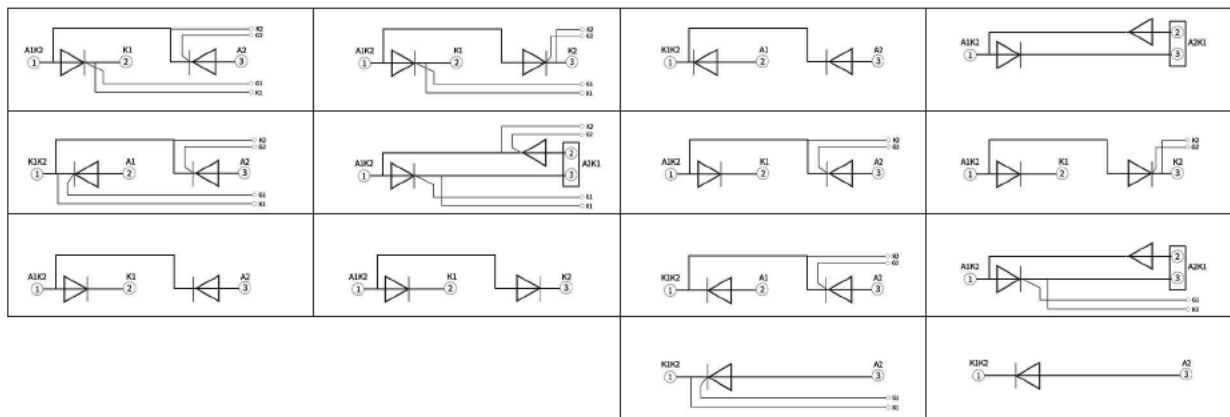 A1K2 K1 A2 K2 G2 1 2 3 G1 K1
A1K2 K1 K2 K2 G2 1 2 3 G1 K1
K1K2 A1 A2 1 2 3
A1K2 A2K1 1 2 3
K1K2 A1 A2 K2 G2 1 2 3 G1 K1
A1K2 A2K1 K2 G2 1 2 3 G1 K1
A1K2 K1 A2 K2 G2 1 2 3
A1K1 K1 K2 K2 G2 1 2 3
A1K2 K1 A2 1 2 3
A1K2 K1 K2 1 2 3
K1K2 A1 A2 K2 G2 1 2 3
A1K2 A2K1 1 2 3 G1 K1
K1K2 A2 1 3 G1 K1
K1K2 A2 1 3